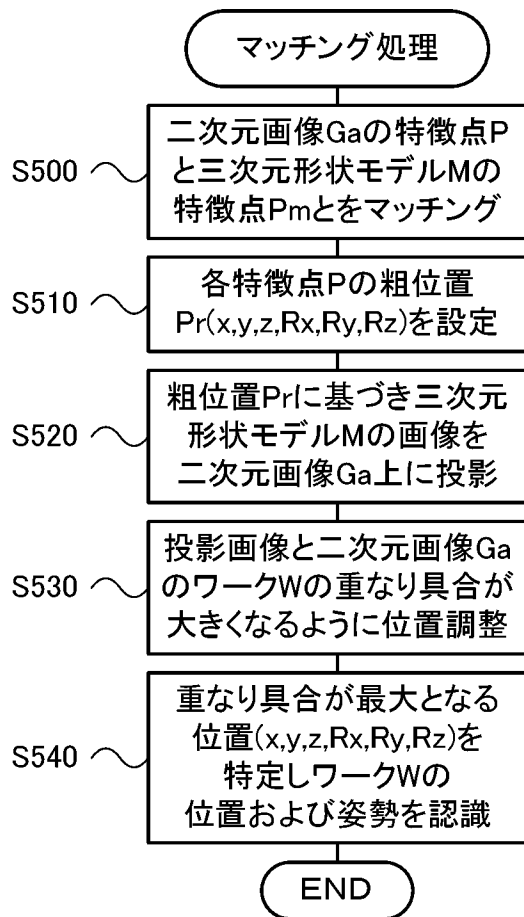 マッチング処理
S500
二次元画像Gaの特徴点P
と三次元形状モデルMの
特徴点Pmとをマッチング
S510
各特徴点Pの粗位置
Pr(x,y,z,Rx,Ry,Rz)を設定
S520
粗位置Prに基づき三次元
形状モデルMの画像を
二次元画像Ga上に投影
S530
投影画像と二次元画像Ga
のワークWの重なり具合が
大きくなるように位置調整
S540
重なり具合が最大となる
位置(x,y,z,Rx,Ry,Rz)を
特定しワークWの
位置および姿勢を認識
END